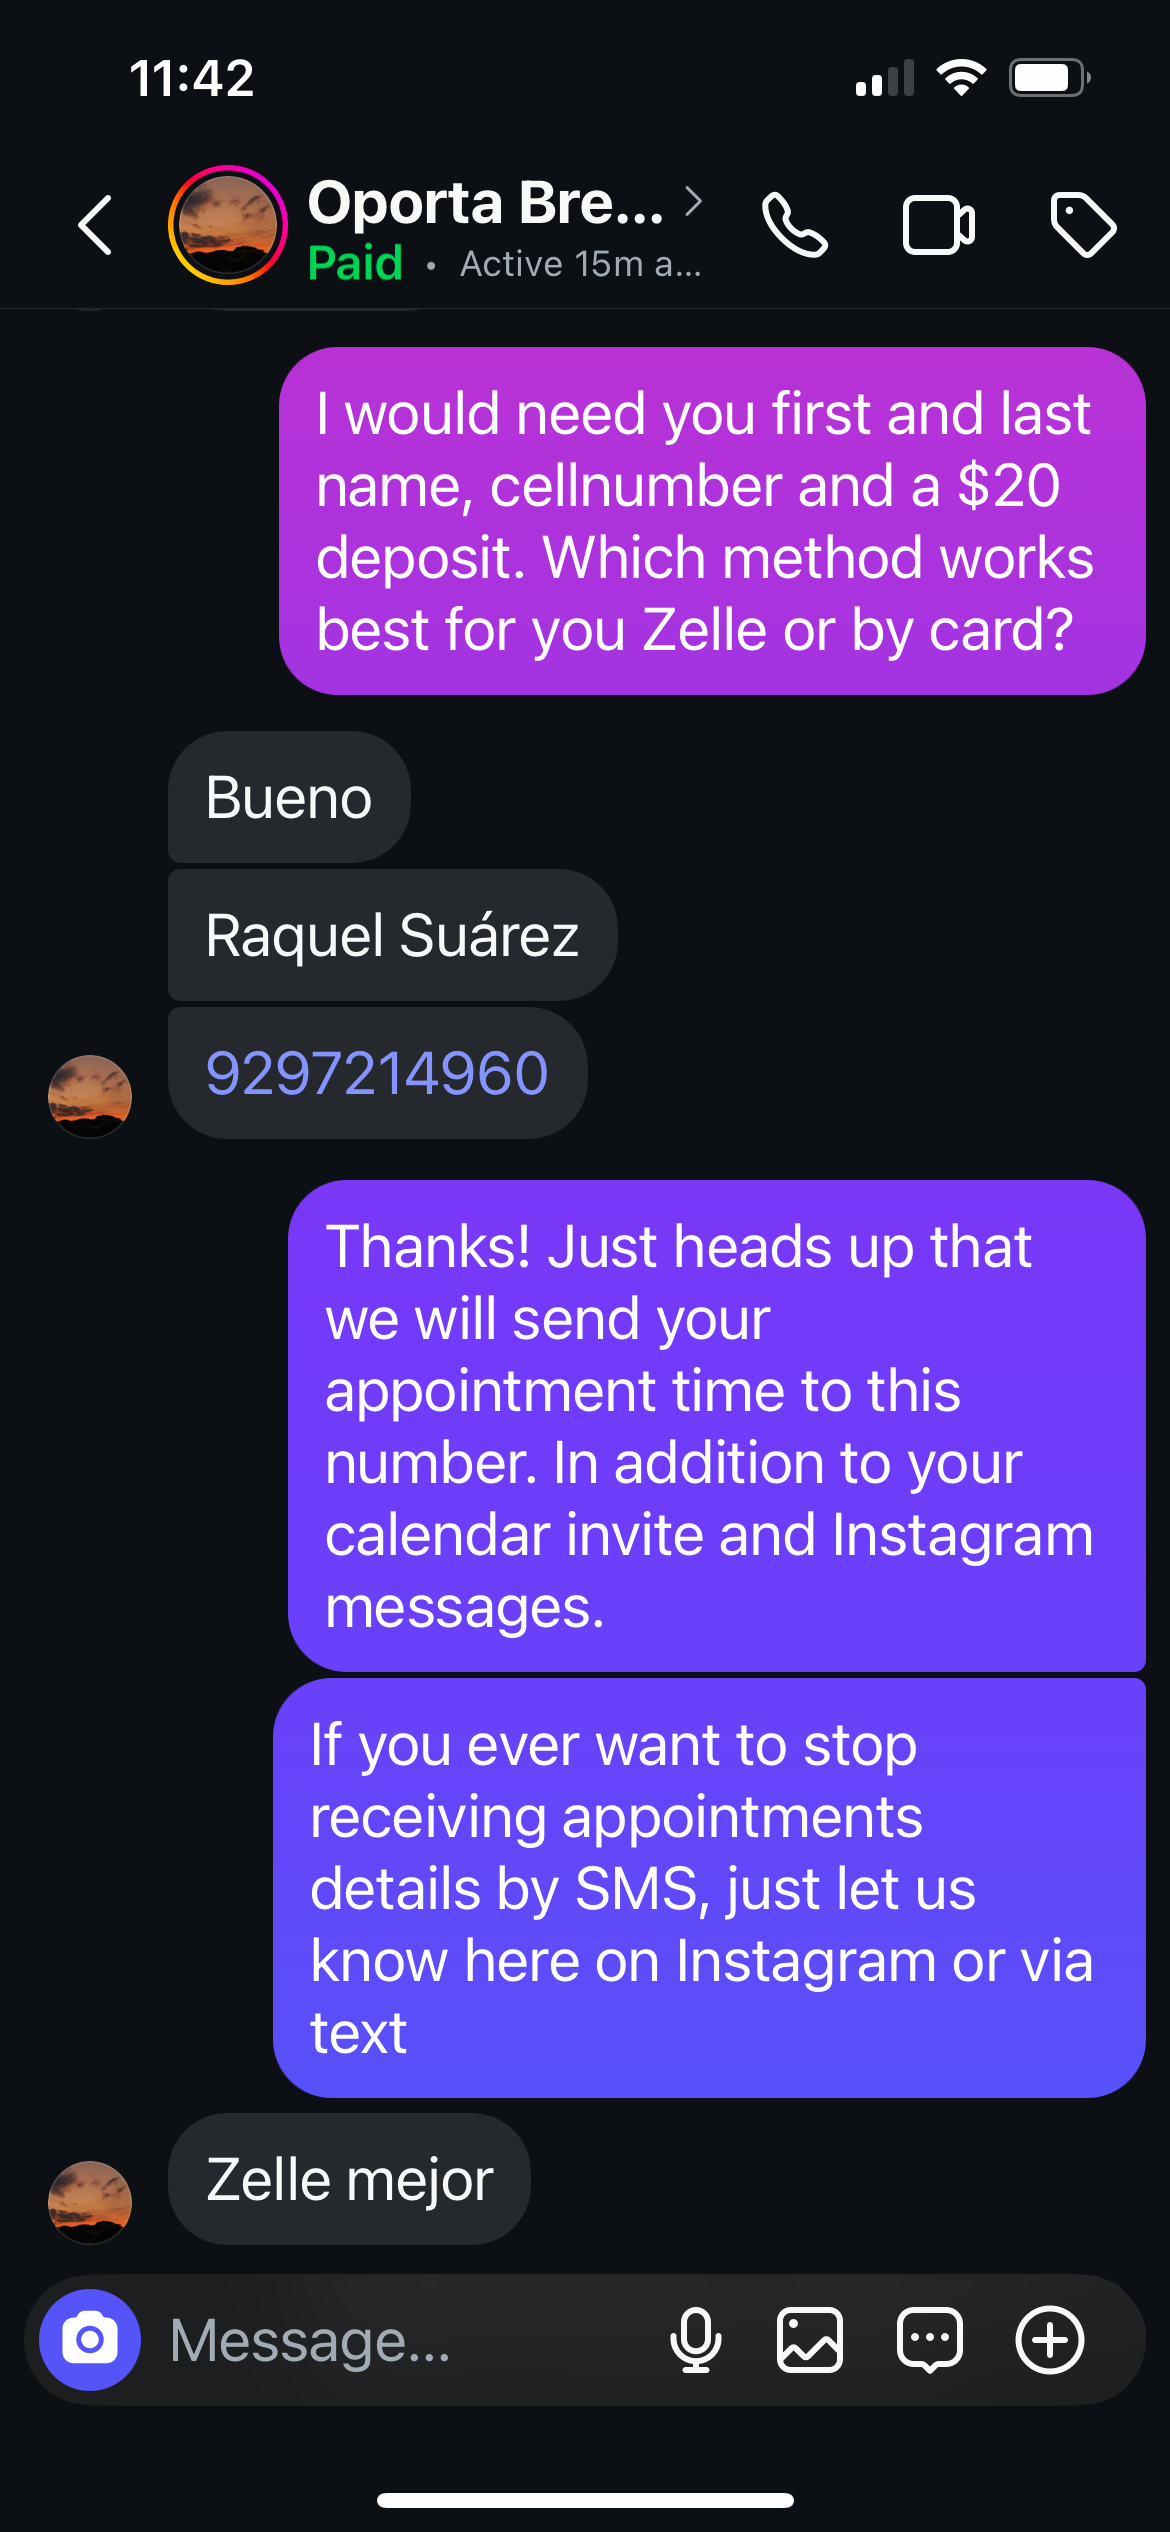 11:42
Oporta Bre...
Paid · Active 15m a...
I would need you first and last
name, cellnumber and a $20
deposit. Which method works
best for you Zelle or by card?
Bueno
Raquel Suárez
9297214960
Thanks! Just heads up that
we will send your
appointment time to this
number. In addition to your
calendar invite and Instagram
messages.
If you ever want to stop
receiving appointments
details by SMS, just let us
know here on Instagram or via
text
Zelle mejor
Message...